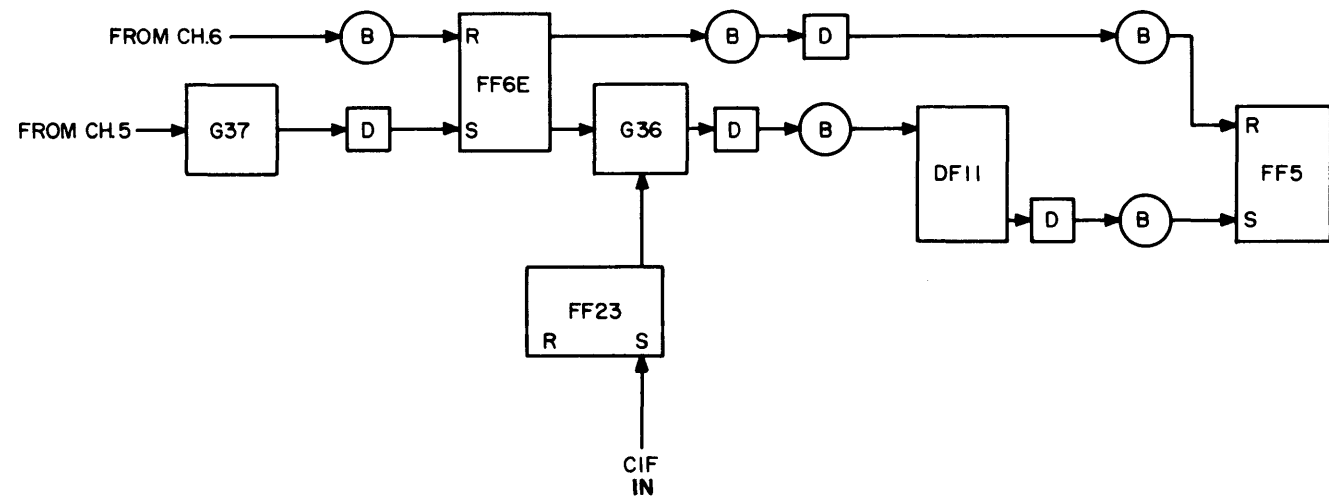 FROM CH.6
B
R
B
D
B
FF6E
FROM CH.5
G37
D
S
G36
D
B
DF11
R
FF5
D
B
S
FF23
R
S
CIF
IN